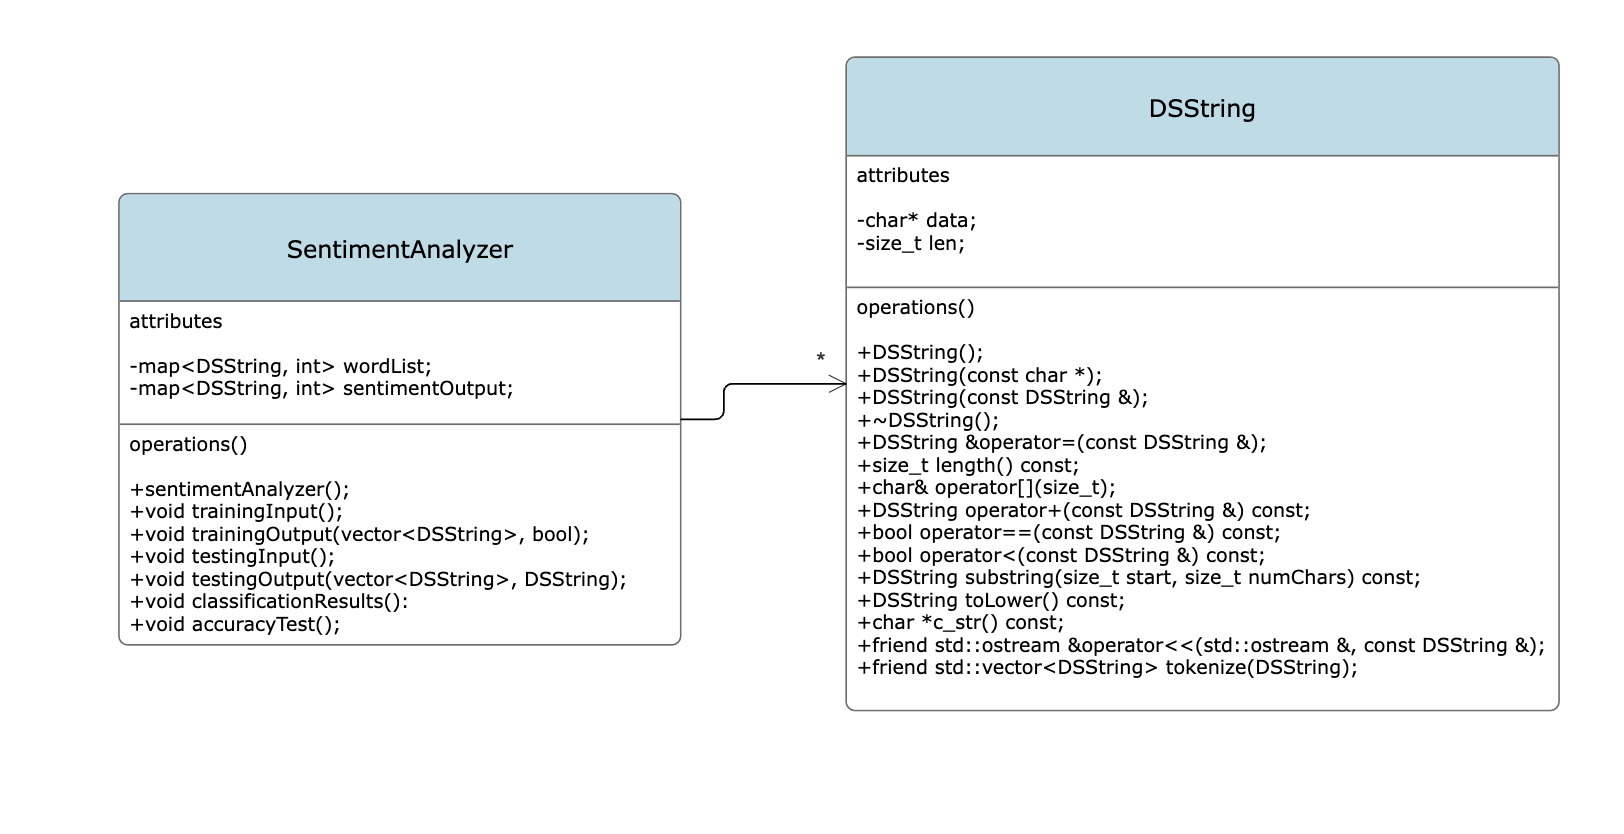 SentimentAnalyzer
attributes
-map<DSString, int> wordList;
-map<DSString, int> sentimentOutput;
operations()
+sentimentAnalyzer();
+void trainingInput();
+void trainingOutput(vector<DSString>, bool);
+void testingInput();
+void testingOutput(vector<DSString>, DSString);
+void classificationResults():
+void accuracyTest();
*
DSString
attributes
-char* data;
-size_t len;
operations()
+DSString();
+DSString(const char *);
+DSString(const DSString &);
+~DSString();
+DSString &operator=(const DSString &);
+size_t length() const;
+char& operator[](size_t);
+DSString operator+(const DSString &) const;
+bool operator==(const DSString &) const;
+bool operator<(const DSString &) const;
+DSString substring(size_t start, size_t numChars) const;
+DSString toLower() const;
+char *c_str() const;
+friend std::ostream &operator<<(std::ostream &, const DSString &);
+friend std::vector<DSString> tokenize(DSString);